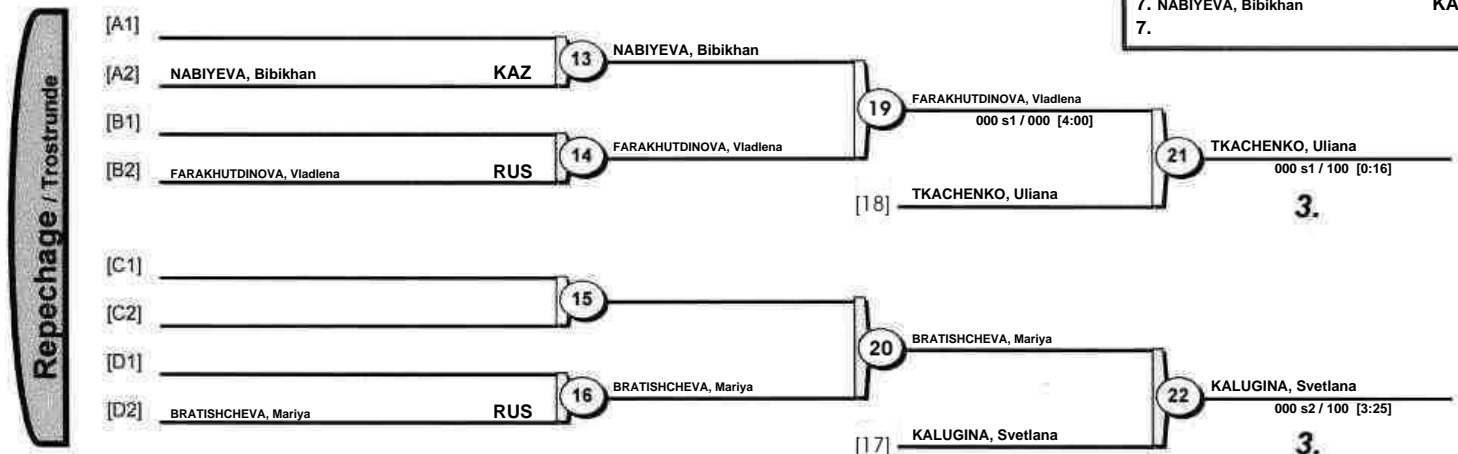 7. NABIYEVA, Bibikhan KA
7.
Repechage / Trostrunde
[A1]
[A2] NABIYEVA, Bibikhan KAZ
13 NABIYEVA, Bibikhan
[B1]
[B2] FARAKHUTDINOVA, Vladlena RUS
14 FARAKHUTDINOVA, Vladlena
19 FARAKHUTDINOVA, Vladlena
000 s1 / 000 [4:00]
[18] TKACHENKO, Uliana
21 TKACHENKO, Uliana
000 s1 / 100 [0:16]
3.
[C1]
[C2]
15
[D1]
[D2] BRATISHCHEVA, Mariya RUS
16 BRATISHCHEVA, Mariya
20 BRATISHCHEVA, Mariya
[17] KALUGINA, Svetlana
22 KALUGINA, Svetlana
000 s2 / 100 [3:25]
3.